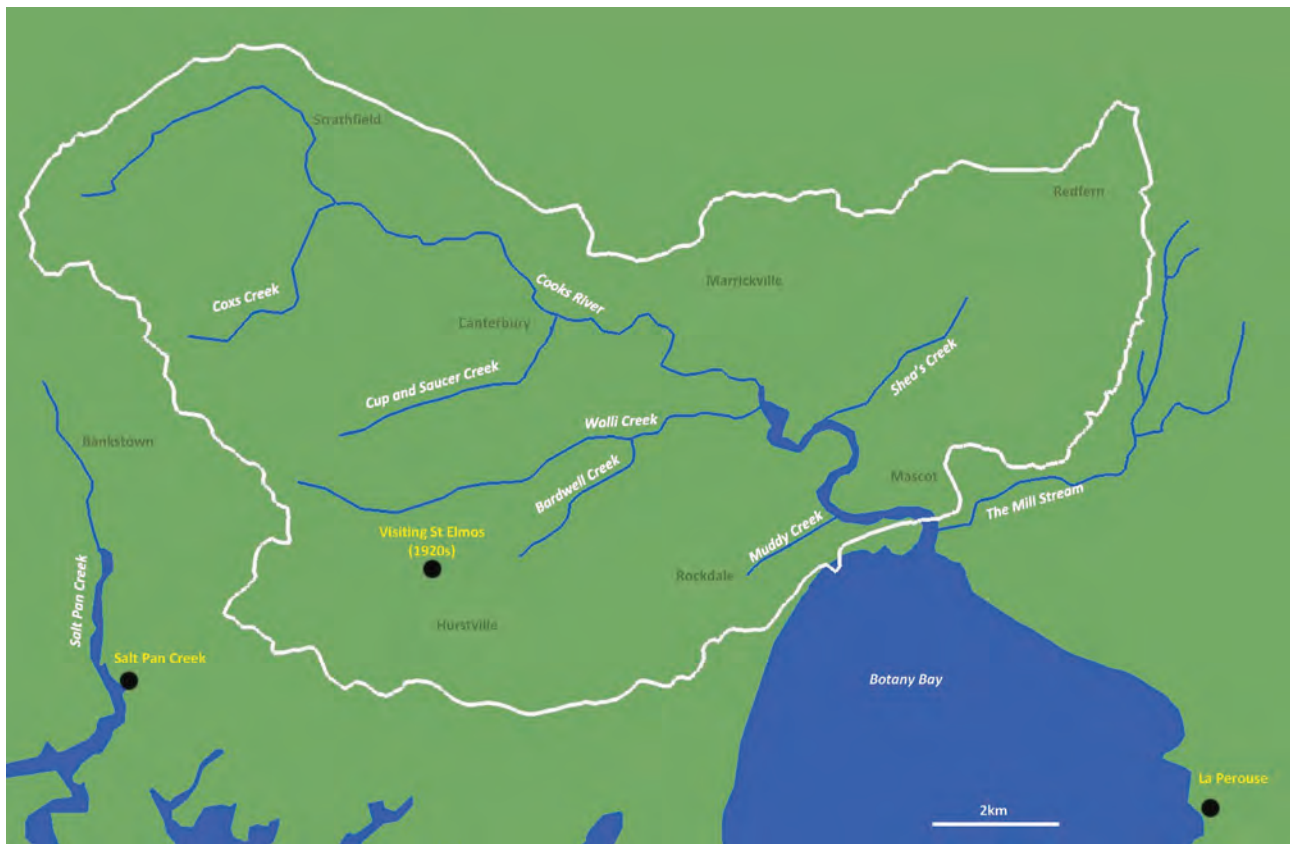 Strathfield
Redfern
Coxs Creek
Cooks River
Marrickville
Canterbury
Cup and Saucer Creek
Shea's Creek
Wolli Creek
Bankstown
Bardwell Creek
Mascot
The Mill Stream
Visiting St Elmos
(1920s)
Muddy Creek
Rockdale
Salt Pan Creek
Hurstville
Salt Pan Creek
Botany Bay
La Perouse
2km